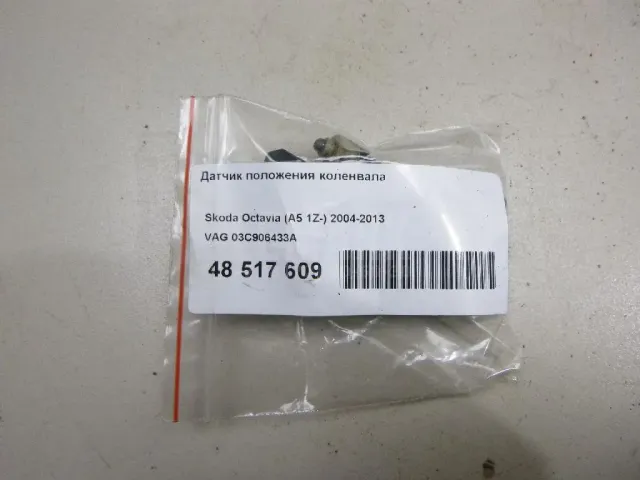 Датчик положения коленвала
Skoda Octavia (A5 1Z-) 2004-2013
VAG 03C906433A
48 517 609